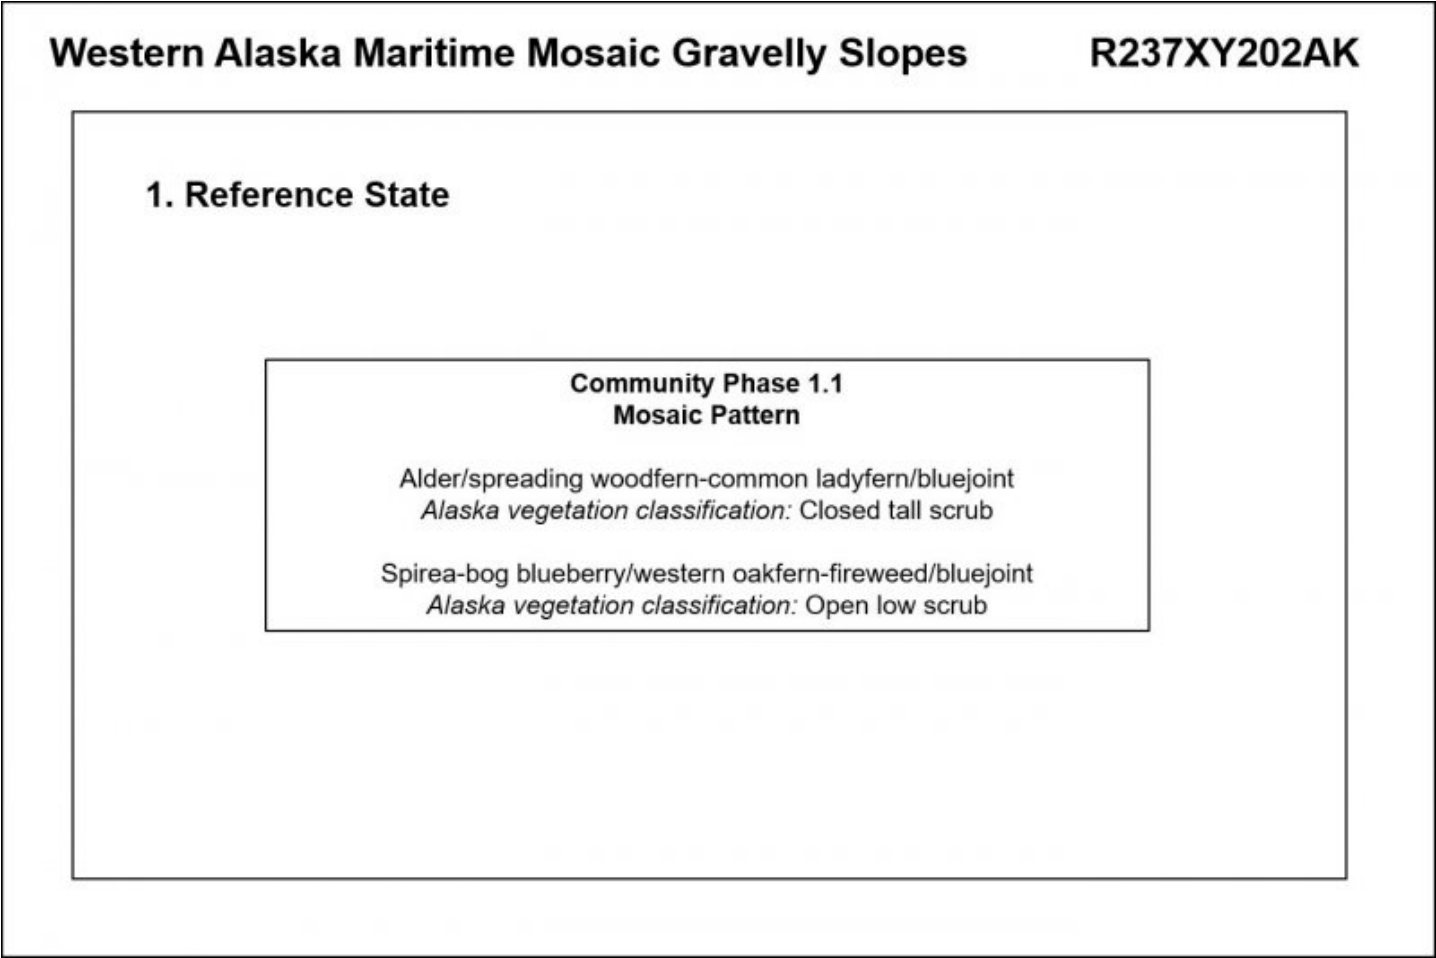 Western Alaska Maritime Mosaic Gravelly Slopes R237XY202AK
1. Reference State
Community Phase 1.1
Mosaic Pattern
Alder/spreading woodfern-common ladyfern/bluejoint
Alaska vegetation classification: Closed tall scrub
Spirea-bog blueberry/western oakfern-fireweed/bluejoint
Alaska vegetation classification: Open low scrub